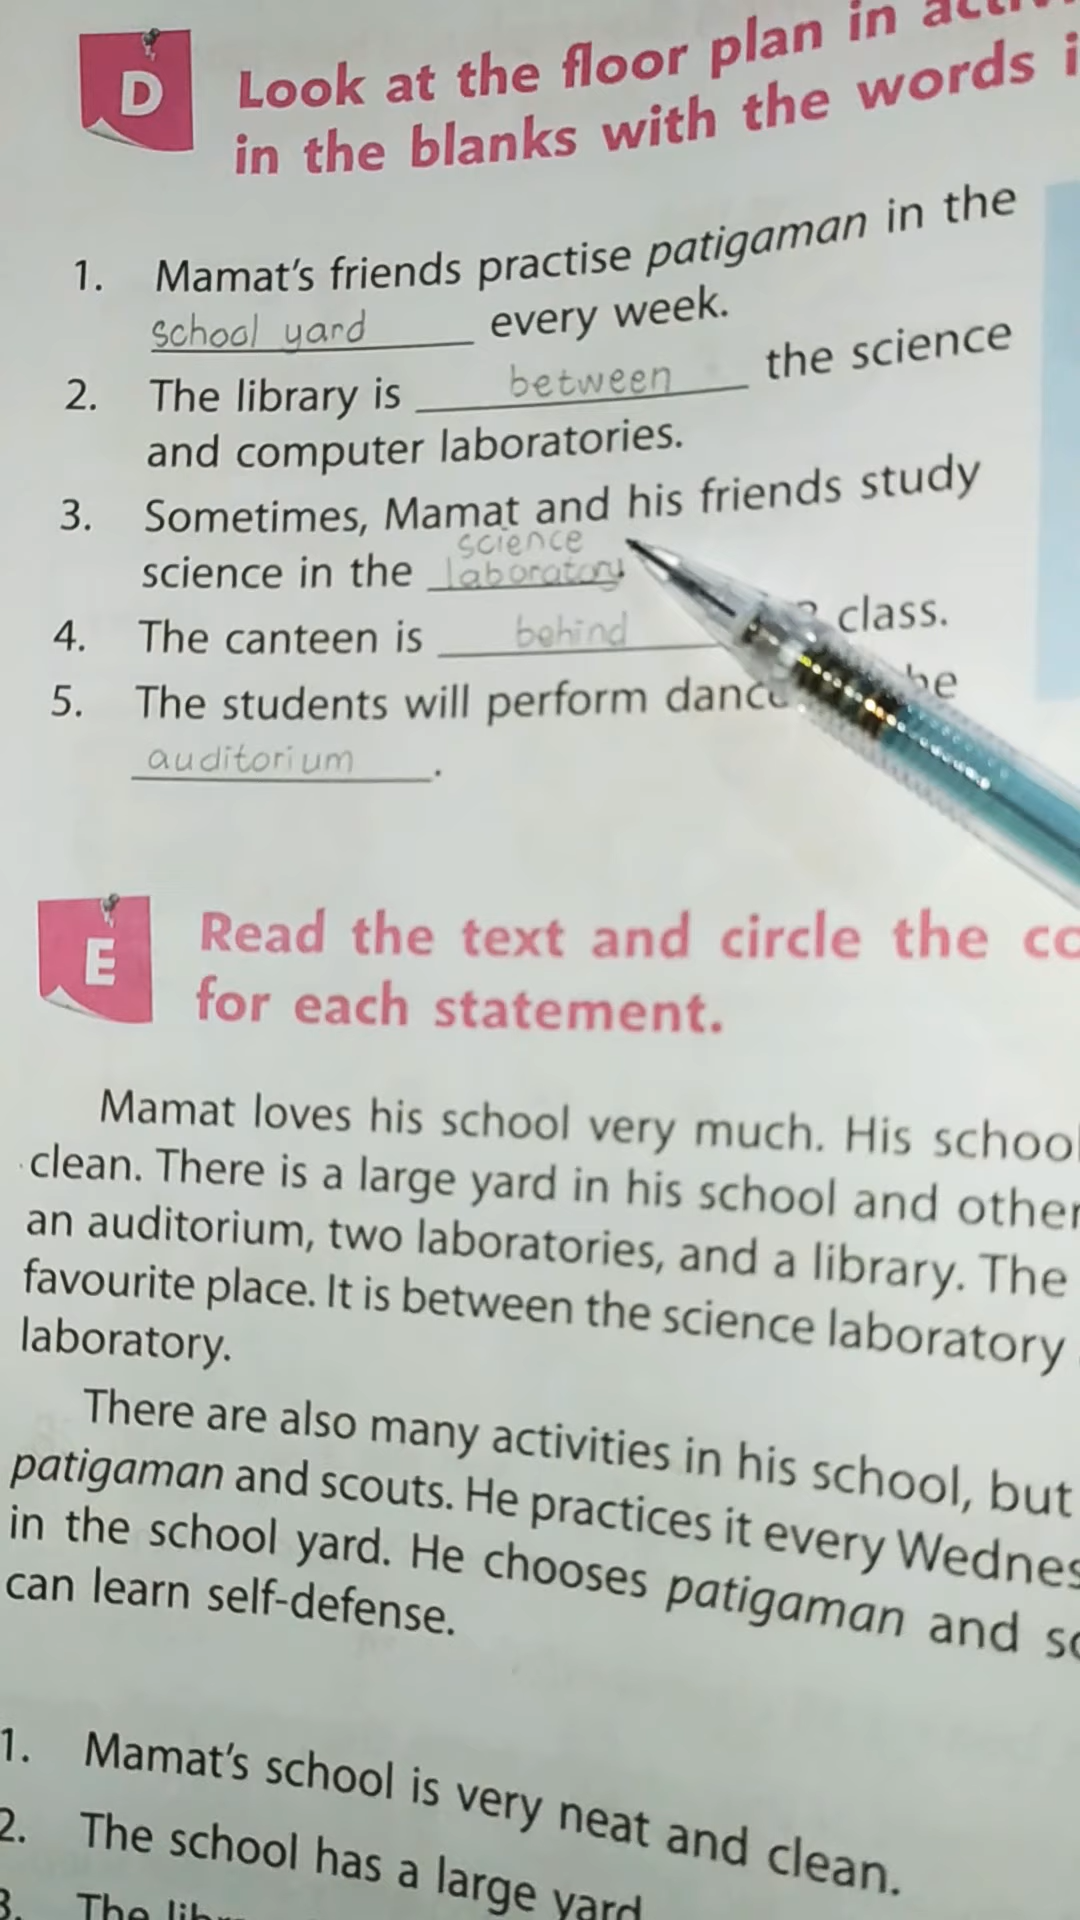 D
Look at the floor plan in
in the blanks with the words
1. Mamat's friends practise patigaman in the
school yard every week.
2. The library is between the science
and computer laboratories.
3. Sometimes, Mamat and his friends study
science
science in the laboratory
4. The canteen is behind class.
5. The students will perform
auditorium.
E
Read the text and circle the
for each statement.
Mamat loves his school very much. His school
clean. There is a large yard in his school and other
an auditorium, two laboratories, and a library. The
favourite place. It is between the science laboratory
laboratory.
There are also many activities in his school, but
patigaman and scouts. He practices it every
in the school yard. He chooses patigaman and
can learn self-defense.
1. Mamat's school is very neat and clean.
2. The school has a large yard
3. The